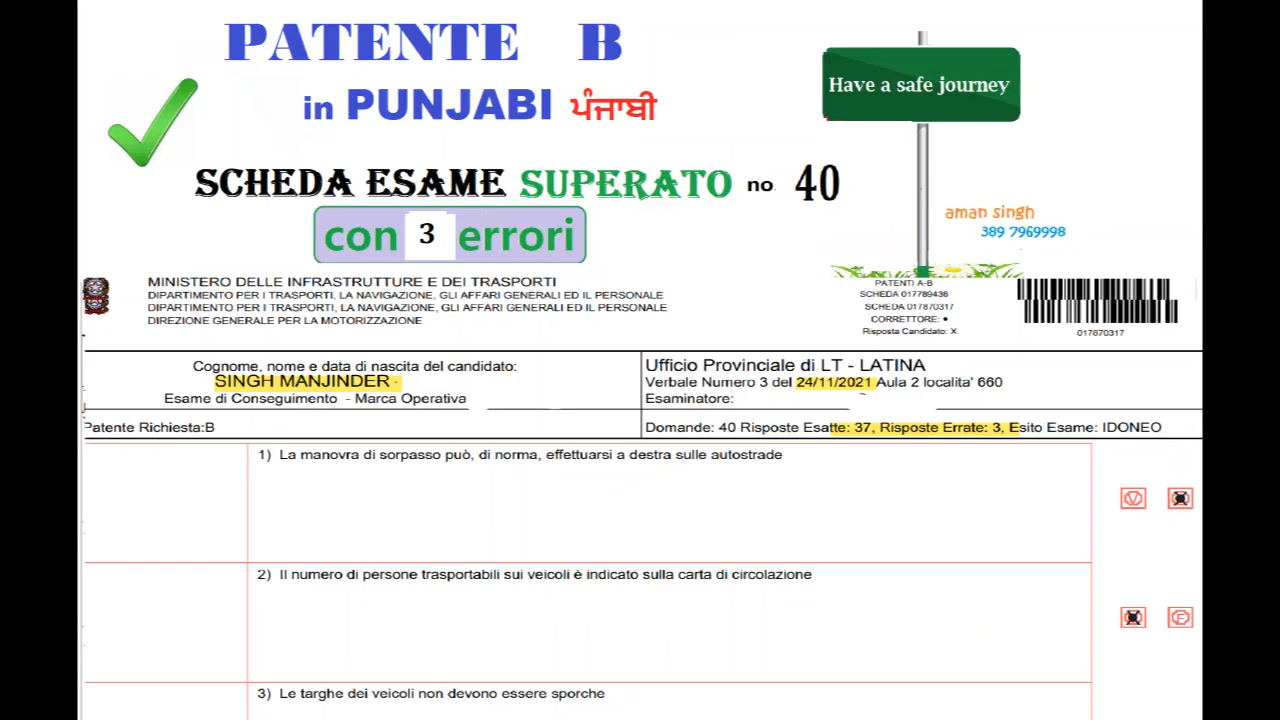 PATENTE B
in PUNJABI ਪੰਜਾਬੀ
Have a safe journey
SCHEDA ESAME SUPERATO no. 40
con 3 errori
aman singh
389 7969998
MINISTERO DELLE INFRASTRUTTURE E DEI TRASPORTI
DIPARTIMENTO PER I TRASPORTI, LA NAVIGAZIONE, GLI AFFARI GENERALI ED IL PERSONALE
DIPARTIMENTO PER I TRASPORTI, LA NAVIGAZIONE, GLI AFFARI GENERALI ED IL PERSONALE
DIREZIONE GENERALE PER LA MOTORIZZAZIONE
PATENTI A-B
SCHEDA 017789436
SCHEDA 017870317
CORRETTORE: •
Risposta Candidato: X
017870317
Cognome, nome e data di nascita del candidato:
SINGH MANJINDER -
Esame di Conseguimento - Marca Operativa
Ufficio Provinciale di LT - LATINA
Verbale Numero 3 del 24/11/2021 Aula 2 localita' 660
Esaminatore:
Patente Richiesta:B
Domande: 40 Risposte Esatte: 37, Risposte Errate: 3, Esito Esame: IDONEO
1) La manovra di sorpasso può, di norma, effettuarsi a destra sulle autostrade
V
2) Il numero di persone trasportabili sui veicoli è indicato sulla carta di circolazione
F
3) Le targhe dei veicoli non devono essere sporche